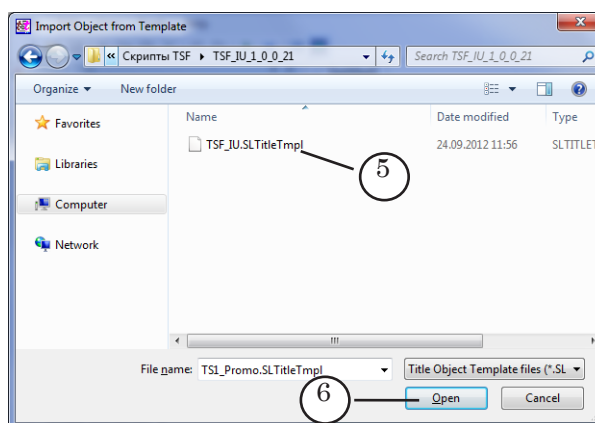 Import Object from Template
« Скрипты TSF ▸ TSF_IU_1_0_0_21
Search TSF_IU_1_0_0_21
Organize ▾ New folder
Name Date modified Type
Favorites
TSF_IU.SLTitleTmpl 24.09.2012 11:56 SLTITLET
5
Libraries
Computer
Network
File name: TS1_Promo.SLTitleTmpl Title Object Template files (*.SL
6
Open Cancel